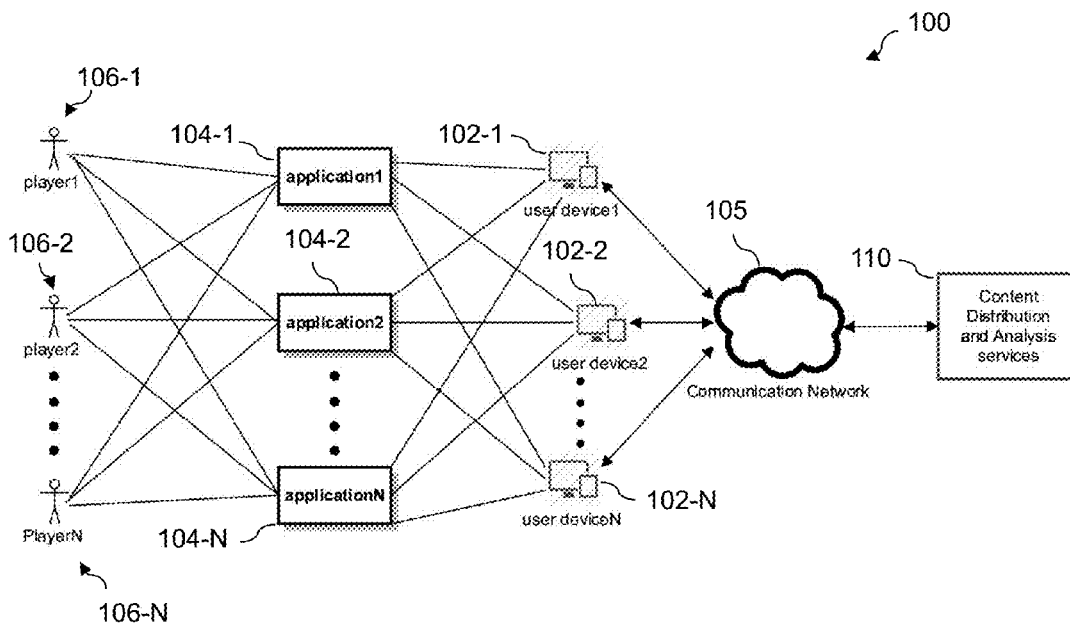 100
106-1
104-1
102-1
application1
player1
user device1
105
106-2
104-2
102-2
110
application2
player2
user device2
Content
Distribution
and Analysis
services
Communication Network
applicationN
PlayerN
user deviceN
102-N
104-N
106-N